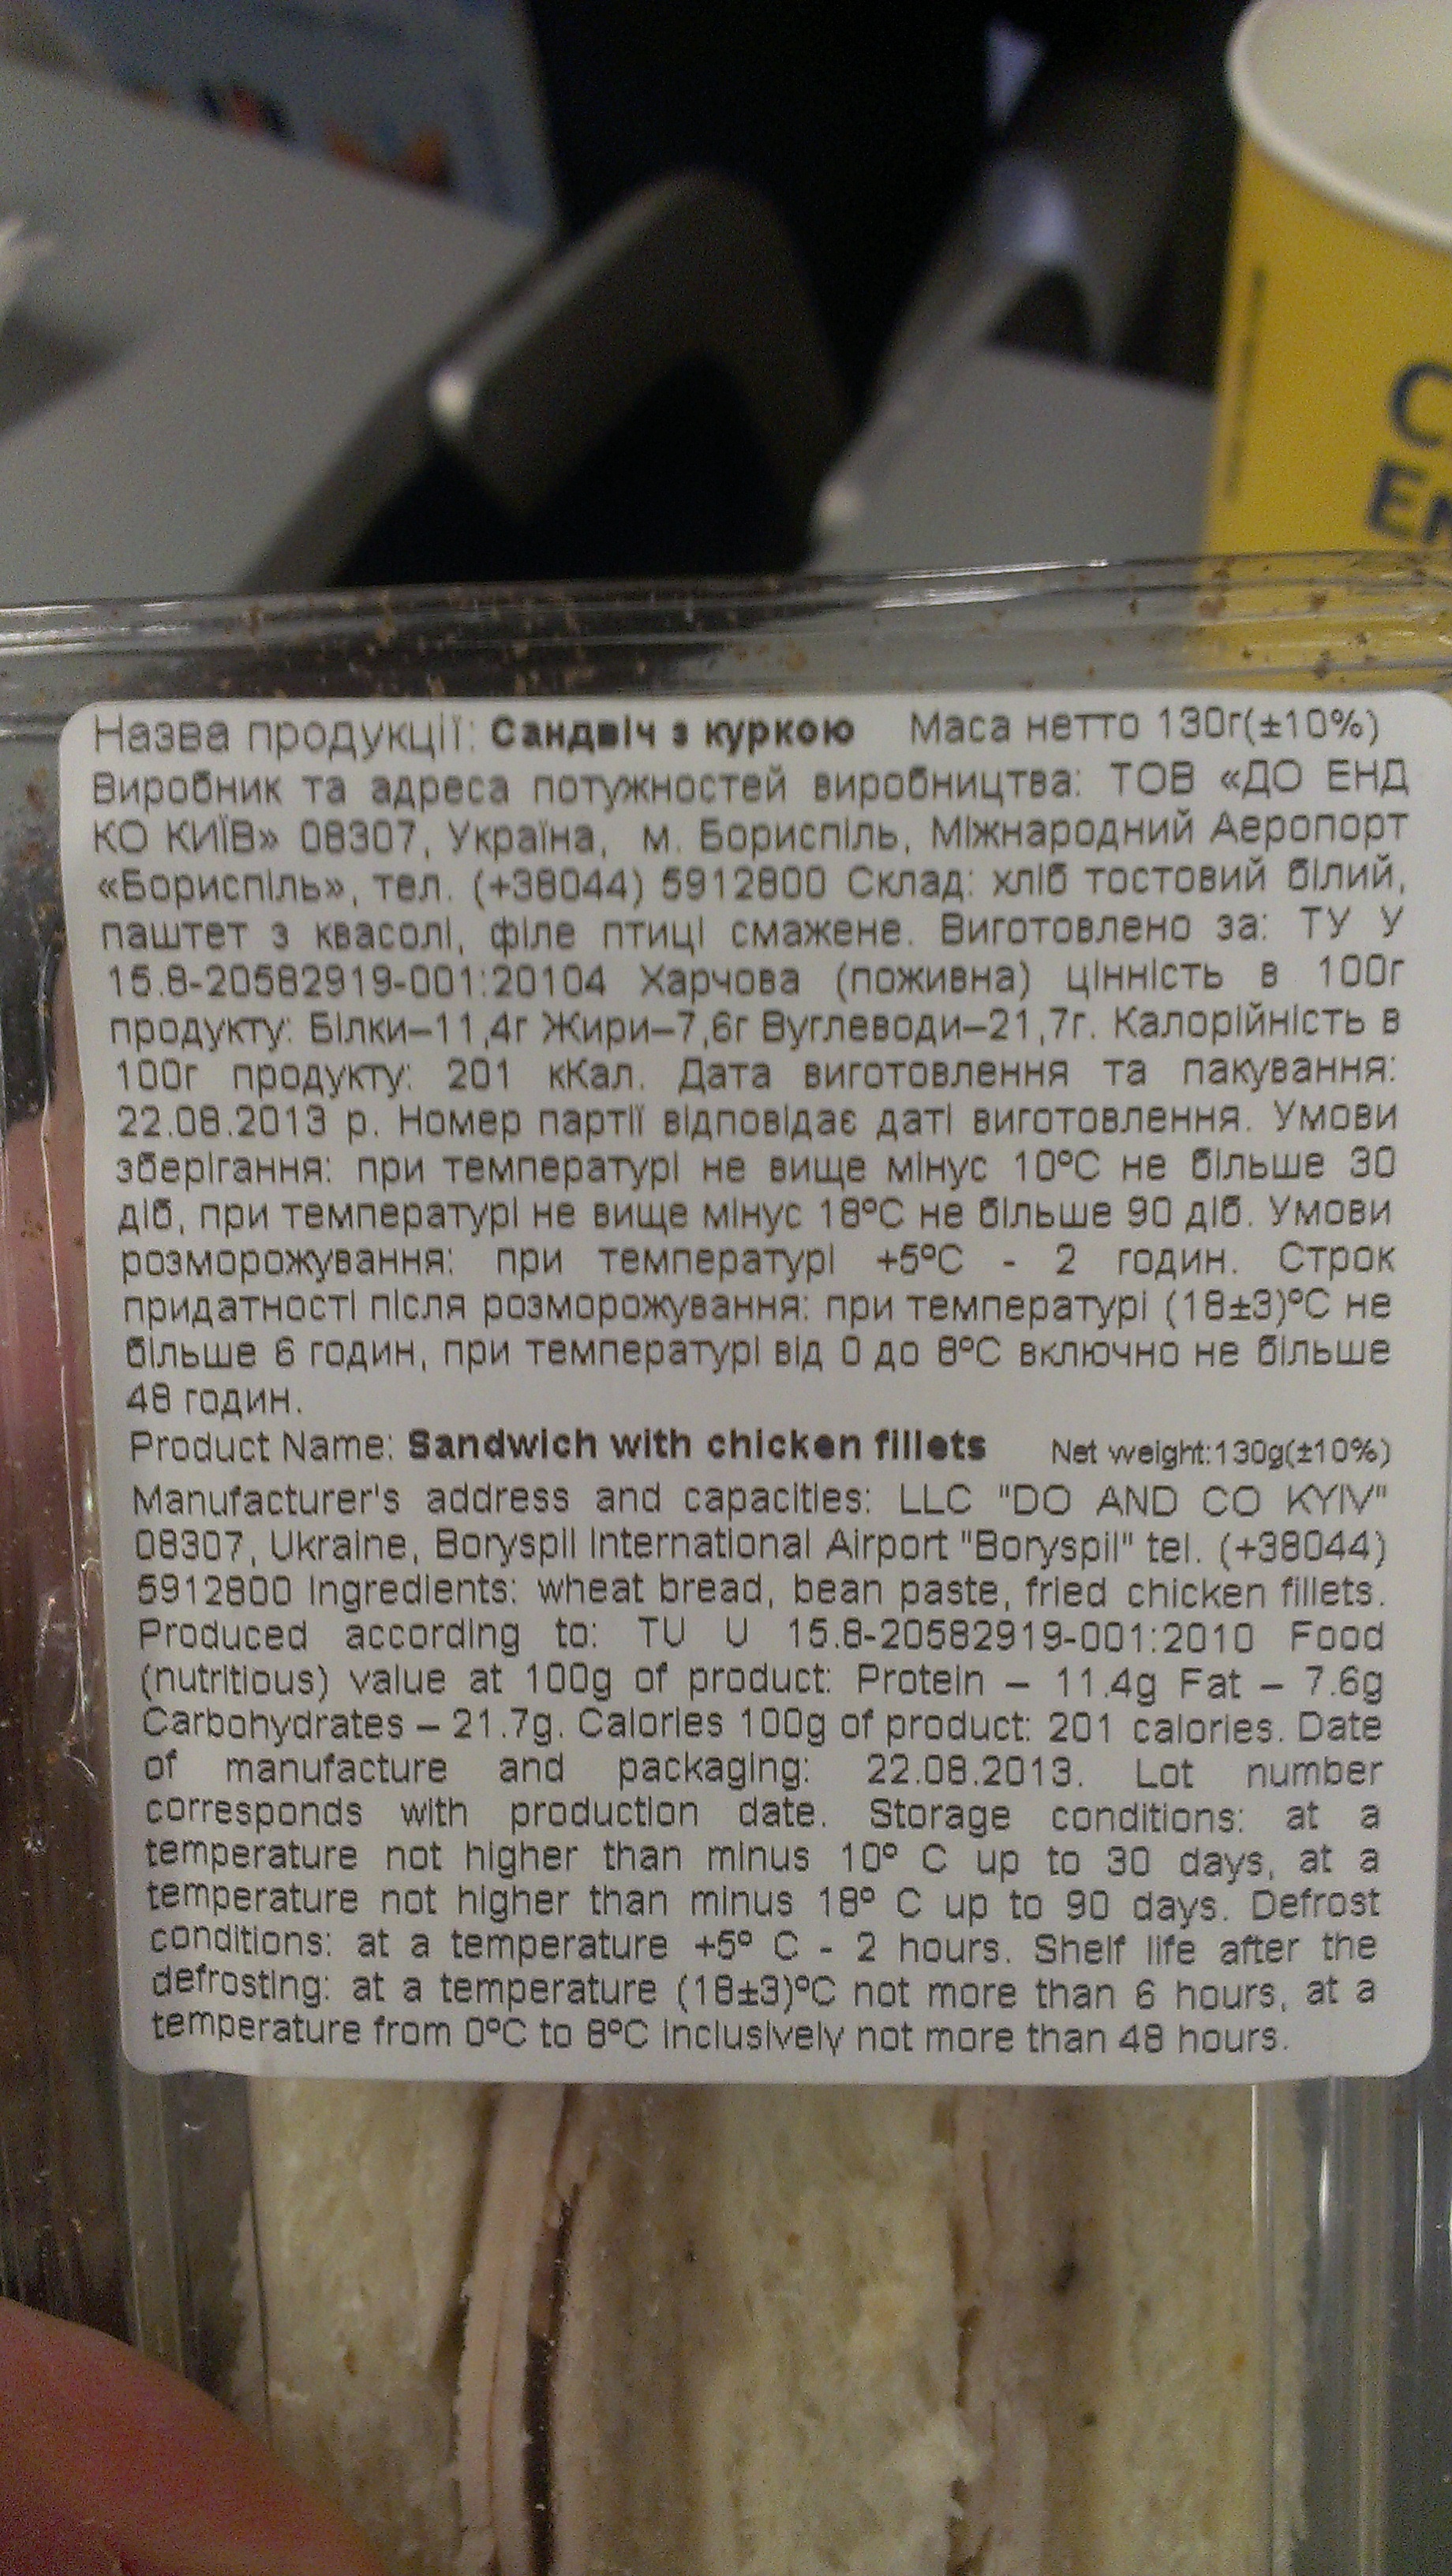 C
EN
Назва продукції: Сандвіч з куркою Маса нетто 130г(±10%)
Виробник та адреса потужностей виробництва: ТОВ «ДО ЕНД
КО КИЇВ» 08307, Україна, м. Бориспіль, Міжнародний Аеропорт
«Бориспіль», тел. (+38044) 5912800 Склад: хліб тостовий білий,
паштет з квасолі, філе птиці смажене. Виготовлено за: ТУ У
15.8-20582919-001:20104 Харчова (поживна) цінність в 100г
продукту: Білки–11,4г Жири–7,6г Вуглеводи–21,7г. Калорійність в
100г продукту: 201 кКал. Дата виготовлення та пакування:
22.08.2013 р. Номер партії відповідає даті виготовлення. Умови
зберігання: при температурі не вище мінус 10ºС не більше 30
діб, при температурі не вище мінус 18ºС не більше 90 діб. Умови
розморожування: при температурі +5ºС - 2 годин. Строк
придатності після розморожування: при температурі (18±3)ºС не
більше 6 годин, при температурі від 0 до 8ºС включно не більше
48 годин.
Product Name: Sandwich with chicken fillets Net weight:130g(±10%)
Manufacturer's address and capacities: LLC "DO AND CO KYIV"
08307, Ukraine, Boryspil International Airport "Boryspil" tel. (+38044)
5912800 Ingredients: wheat bread, bean paste, fried chicken fillets.
Produced according to: TU U 15.8-20582919-001:2010 Food
(nutritious) value at 100g of product: Protein – 11.4g Fat – 7.6g
Carbohydrates – 21.7g. Calories 100g of product: 201 calories. Date
of manufacture and packaging: 22.08.2013. Lot number
corresponds with production date. Storage conditions: at a
temperature not higher than minus 10º C up to 30 days, at a
temperature not higher than minus 18º C up to 90 days. Defrost
conditions: at a temperature +5º C - 2 hours. Shelf life after the
defrosting: at a temperature (18±3)ºC not more than 6 hours, at a
temperature from 0ºC to 8ºC inclusively not more than 48 hours.